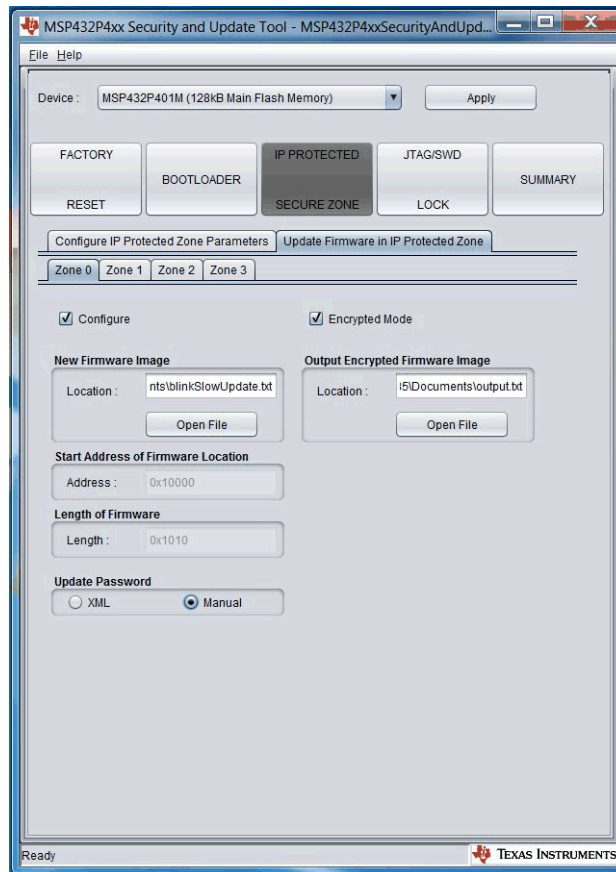 MSP432P4xx Security and Update Tool - MSP432P4xxSecurityAndUpd...
File Help
Device : MSP432P401M (128kB Main Flash Memory) Apply
FACTORY
RESET
BOOTLOADER
IP PROTECTED
SECURE ZONE
JTAG/SWD
LOCK
SUMMARY
Configure IP Protected Zone Parameters Update Firmware in IP Protected Zone
Zone 0 Zone 1 Zone 2 Zone 3
Configure Encrypted Mode
New Firmware Image Output Encrypted Firmware Image
Location : nts\blinkSlowUpdate.txt Location : 5\Documents\output.txt
Open File Open File
Start Address of Firmware Location
Address : 0x10000
Length of Firmware
Length : 0x1010
Update Password
XML Manual
Ready TEXAS INSTRUMENTS